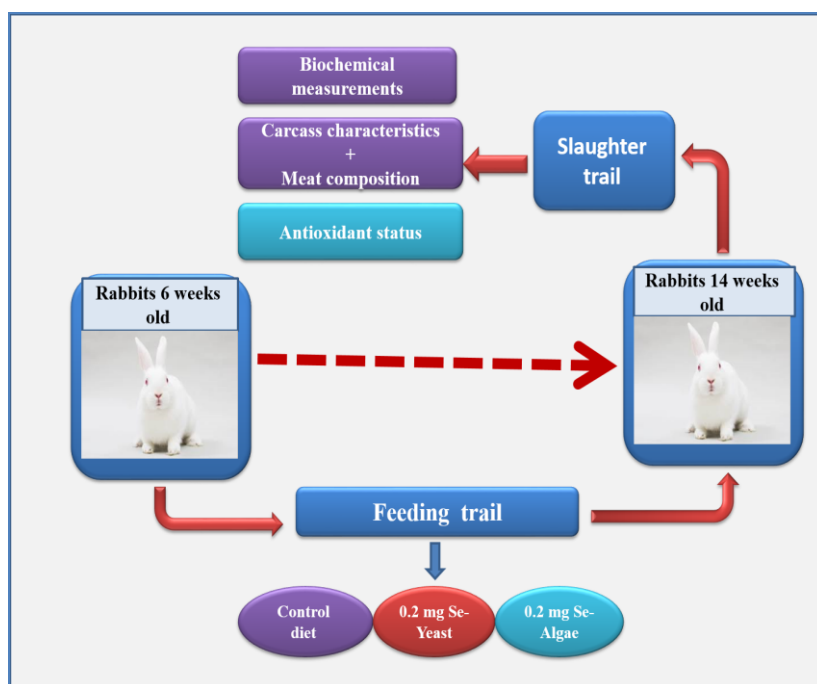 Biochemical
measurements
Carcass characteristics
+
Meat composition
Slaughter
trail
Antioxidant status
Rabbits 6 weeks
old
Rabbits 14 weeks
old
Feeding trail
Control
diet
0.2 mg Se-
Yeast
0.2 mg Se-
Algae